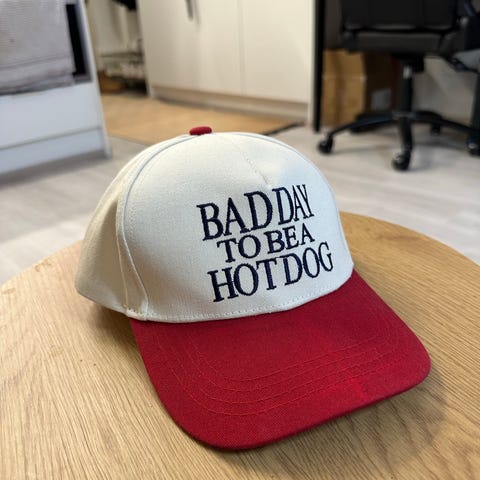 BAD DAY
TO BE A
HOT DOG